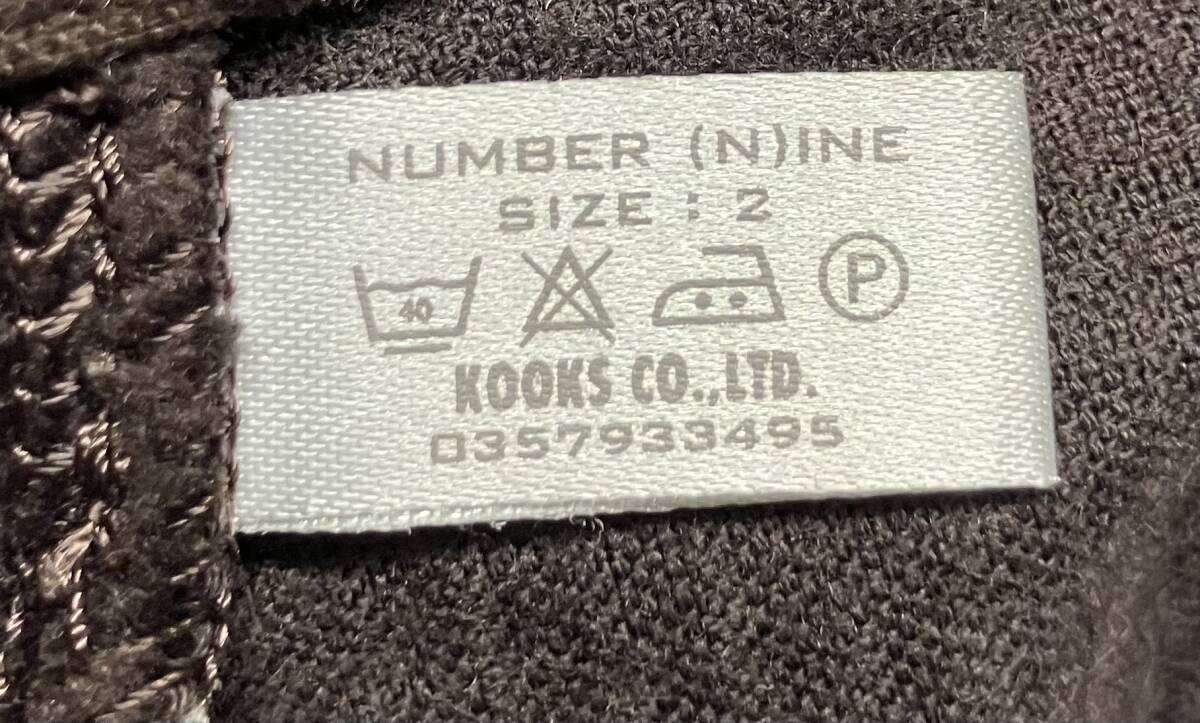 NUMBER (N)INE
SIZE : 2
40 P
KOOKS CO.,LTD.
0357933495